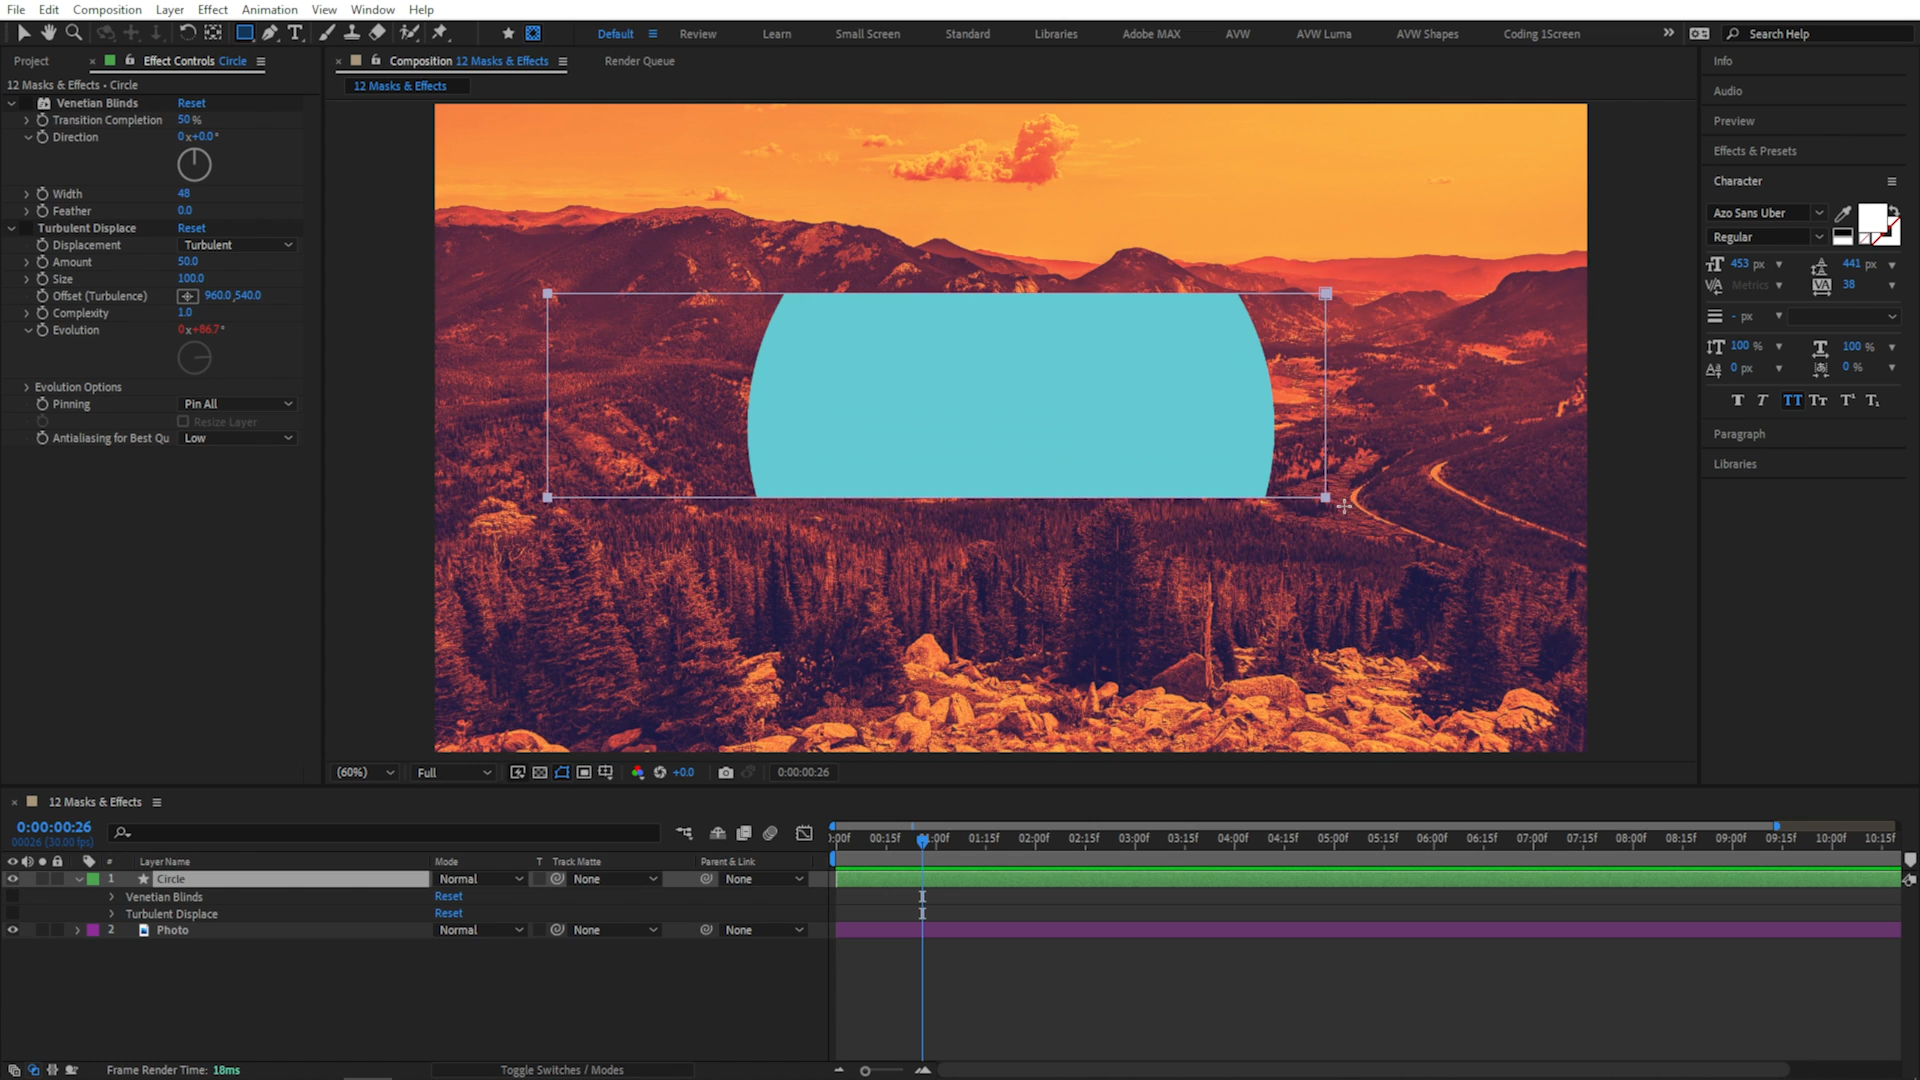 File Edit Composition Layer Effect Animation View Window Help
Default Review Learn Small Screen Standard Libraries Adobe MAX AVW AVW Luma AVW Shapes Coding 1Screen Search Help
Project Effect Controls Circle
Composition 12 Masks & Effects Render Queue
12 Masks & Effects • Circle
12 Masks & Effects
Venetian Blinds Reset
Transition Completion 50 %
Direction 0x+0.0°
Width 48
Feather 0.0
Turbulent Displace Reset
Displacement Turbulent
Amount 50.0
Size 100.0
Offset (Turbulence) 960.0,540.0
Complexity 1.0
Evolution 0x+86.7°
Evolution Options
Pinning Pin All
Resize Layer
Antialiasing for Best Qu Low
Info
Audio
Preview
Effects & Presets
Character
Azo Sans Uber
Regular
453 px 441 px
Metrics 38
- px
100 % 100 %
0 px 0 %
Paragraph
Libraries
(60%) Full +0.0 0:00:00:26
12 Masks & Effects
0:00:00:26
00026 (30.00 fps)
:00f 00:15f 01:00f 01:15f 02:00f 02:15f 03:00f 03:15f 04:00f 04:15f 05:00f 05:15f 06:00f 06:15f 07:00f 07:15f 08:00f 08:15f 09:00f 09:15f 10:00f 10:15f
# Layer Name Mode T Track Matte Parent & Link
1 Circle Normal None None
Venetian Blinds Reset
Turbulent Displace Reset
2 Photo Normal None None
Frame Render Time: 18ms Toggle Switches / Modes